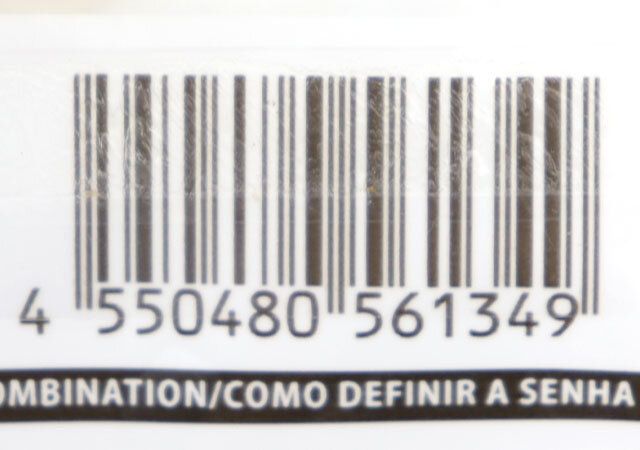 4 550480 561349
OMBINATION/COMO DEFINIR A SENHA